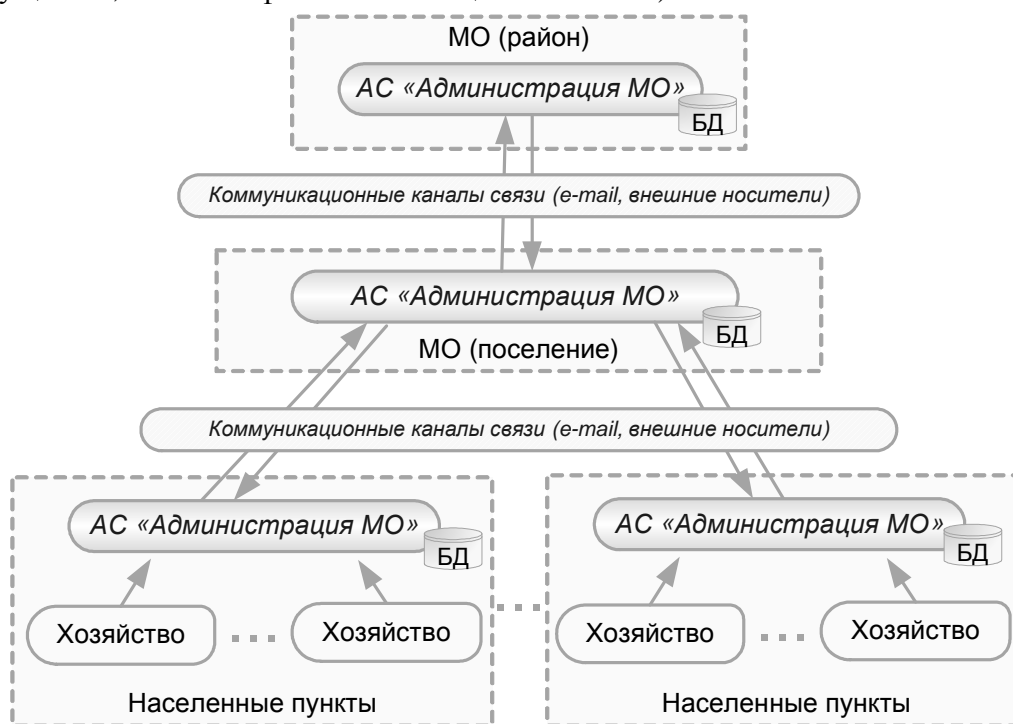 МО (район)
АС «Администрация МО»
БД
Коммуникационные каналы связи (e-mail, внешние носители)
АС «Администрация МО»
БД
МО (поселение)
Коммуникационные каналы связи (e-mail, внешние носители)
АС «Администрация МО»
БД
Хозяйство
Хозяйство
Населенные пункты
АС «Администрация МО»
БД
Хозяйство
Хозяйство
Населенные пункты